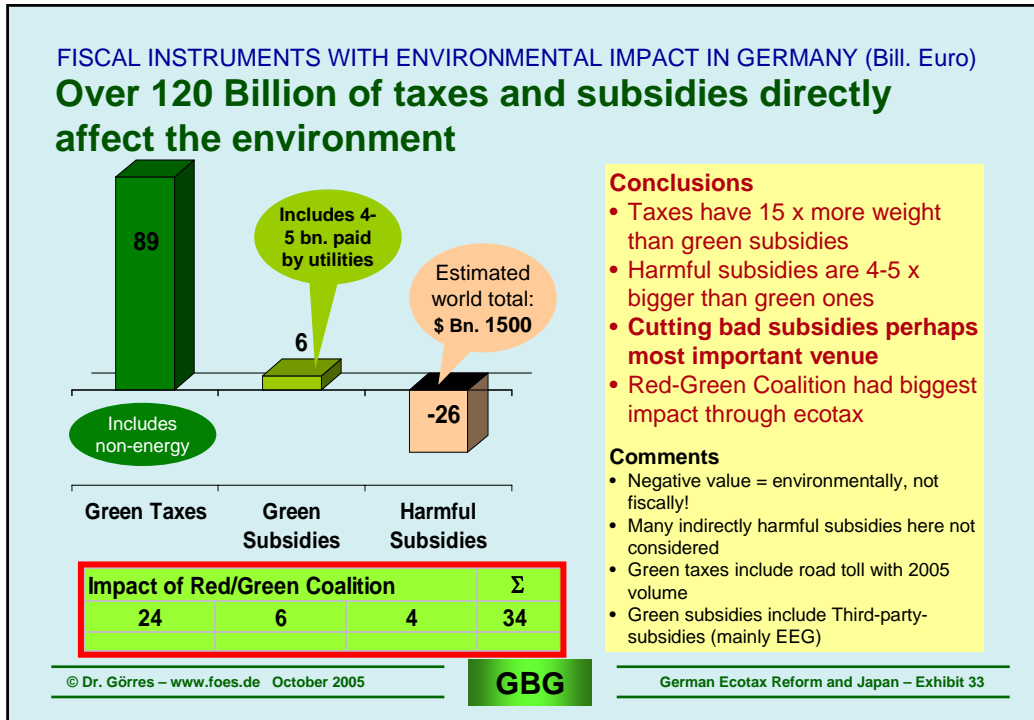 FISCAL INSTRUMENTS WITH ENVIRONMENTAL IMPACT IN GERMANY (Bill. Euro)
Over 120 Billion of taxes and subsidies directly
affect the environment
89
Includes 4-
5 bn. paid
by utilities
6
Estimated
world total:
$ Bn. 1500
-26
Includes
non-energy
Green Taxes
Green
Subsidies
Harmful
Subsidies
Impact of Red/Green Coalition Σ
24 6 4 34
Conclusions
• Taxes have 15 x more weight
than green subsidies
• Harmful subsidies are 4-5 x
bigger than green ones
• Cutting bad subsidies perhaps
most important venue
• Red-Green Coalition had biggest
impact through ecotax
Comments
• Negative value = environmentally, not
fiscally!
• Many indirectly harmful subsidies here not
considered
• Green taxes include road toll with 2005
volume
• Green subsidies include Third-party-
subsidies (mainly EEG)
© Dr. Görres – www.foes.de October 2005
GBG
German Ecotax Reform and Japan – Exhibit 33